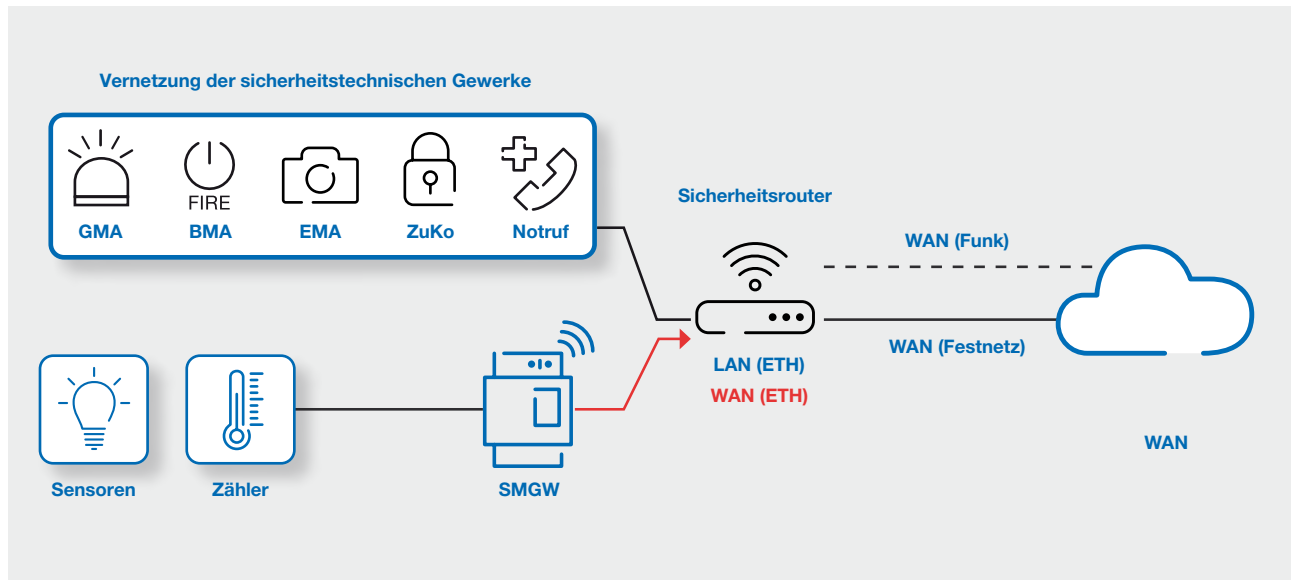 Vernetzung der sicherheitstechnischen Gewerke
FIRE
GMA
BMA
EMA
ZuKo
Notruf
Sicherheitsrouter
WAN (Funk)
WAN (Festnetz)
LAN (ETH)
WAN (ETH)
WAN
Sensoren
Zähler
SMGW